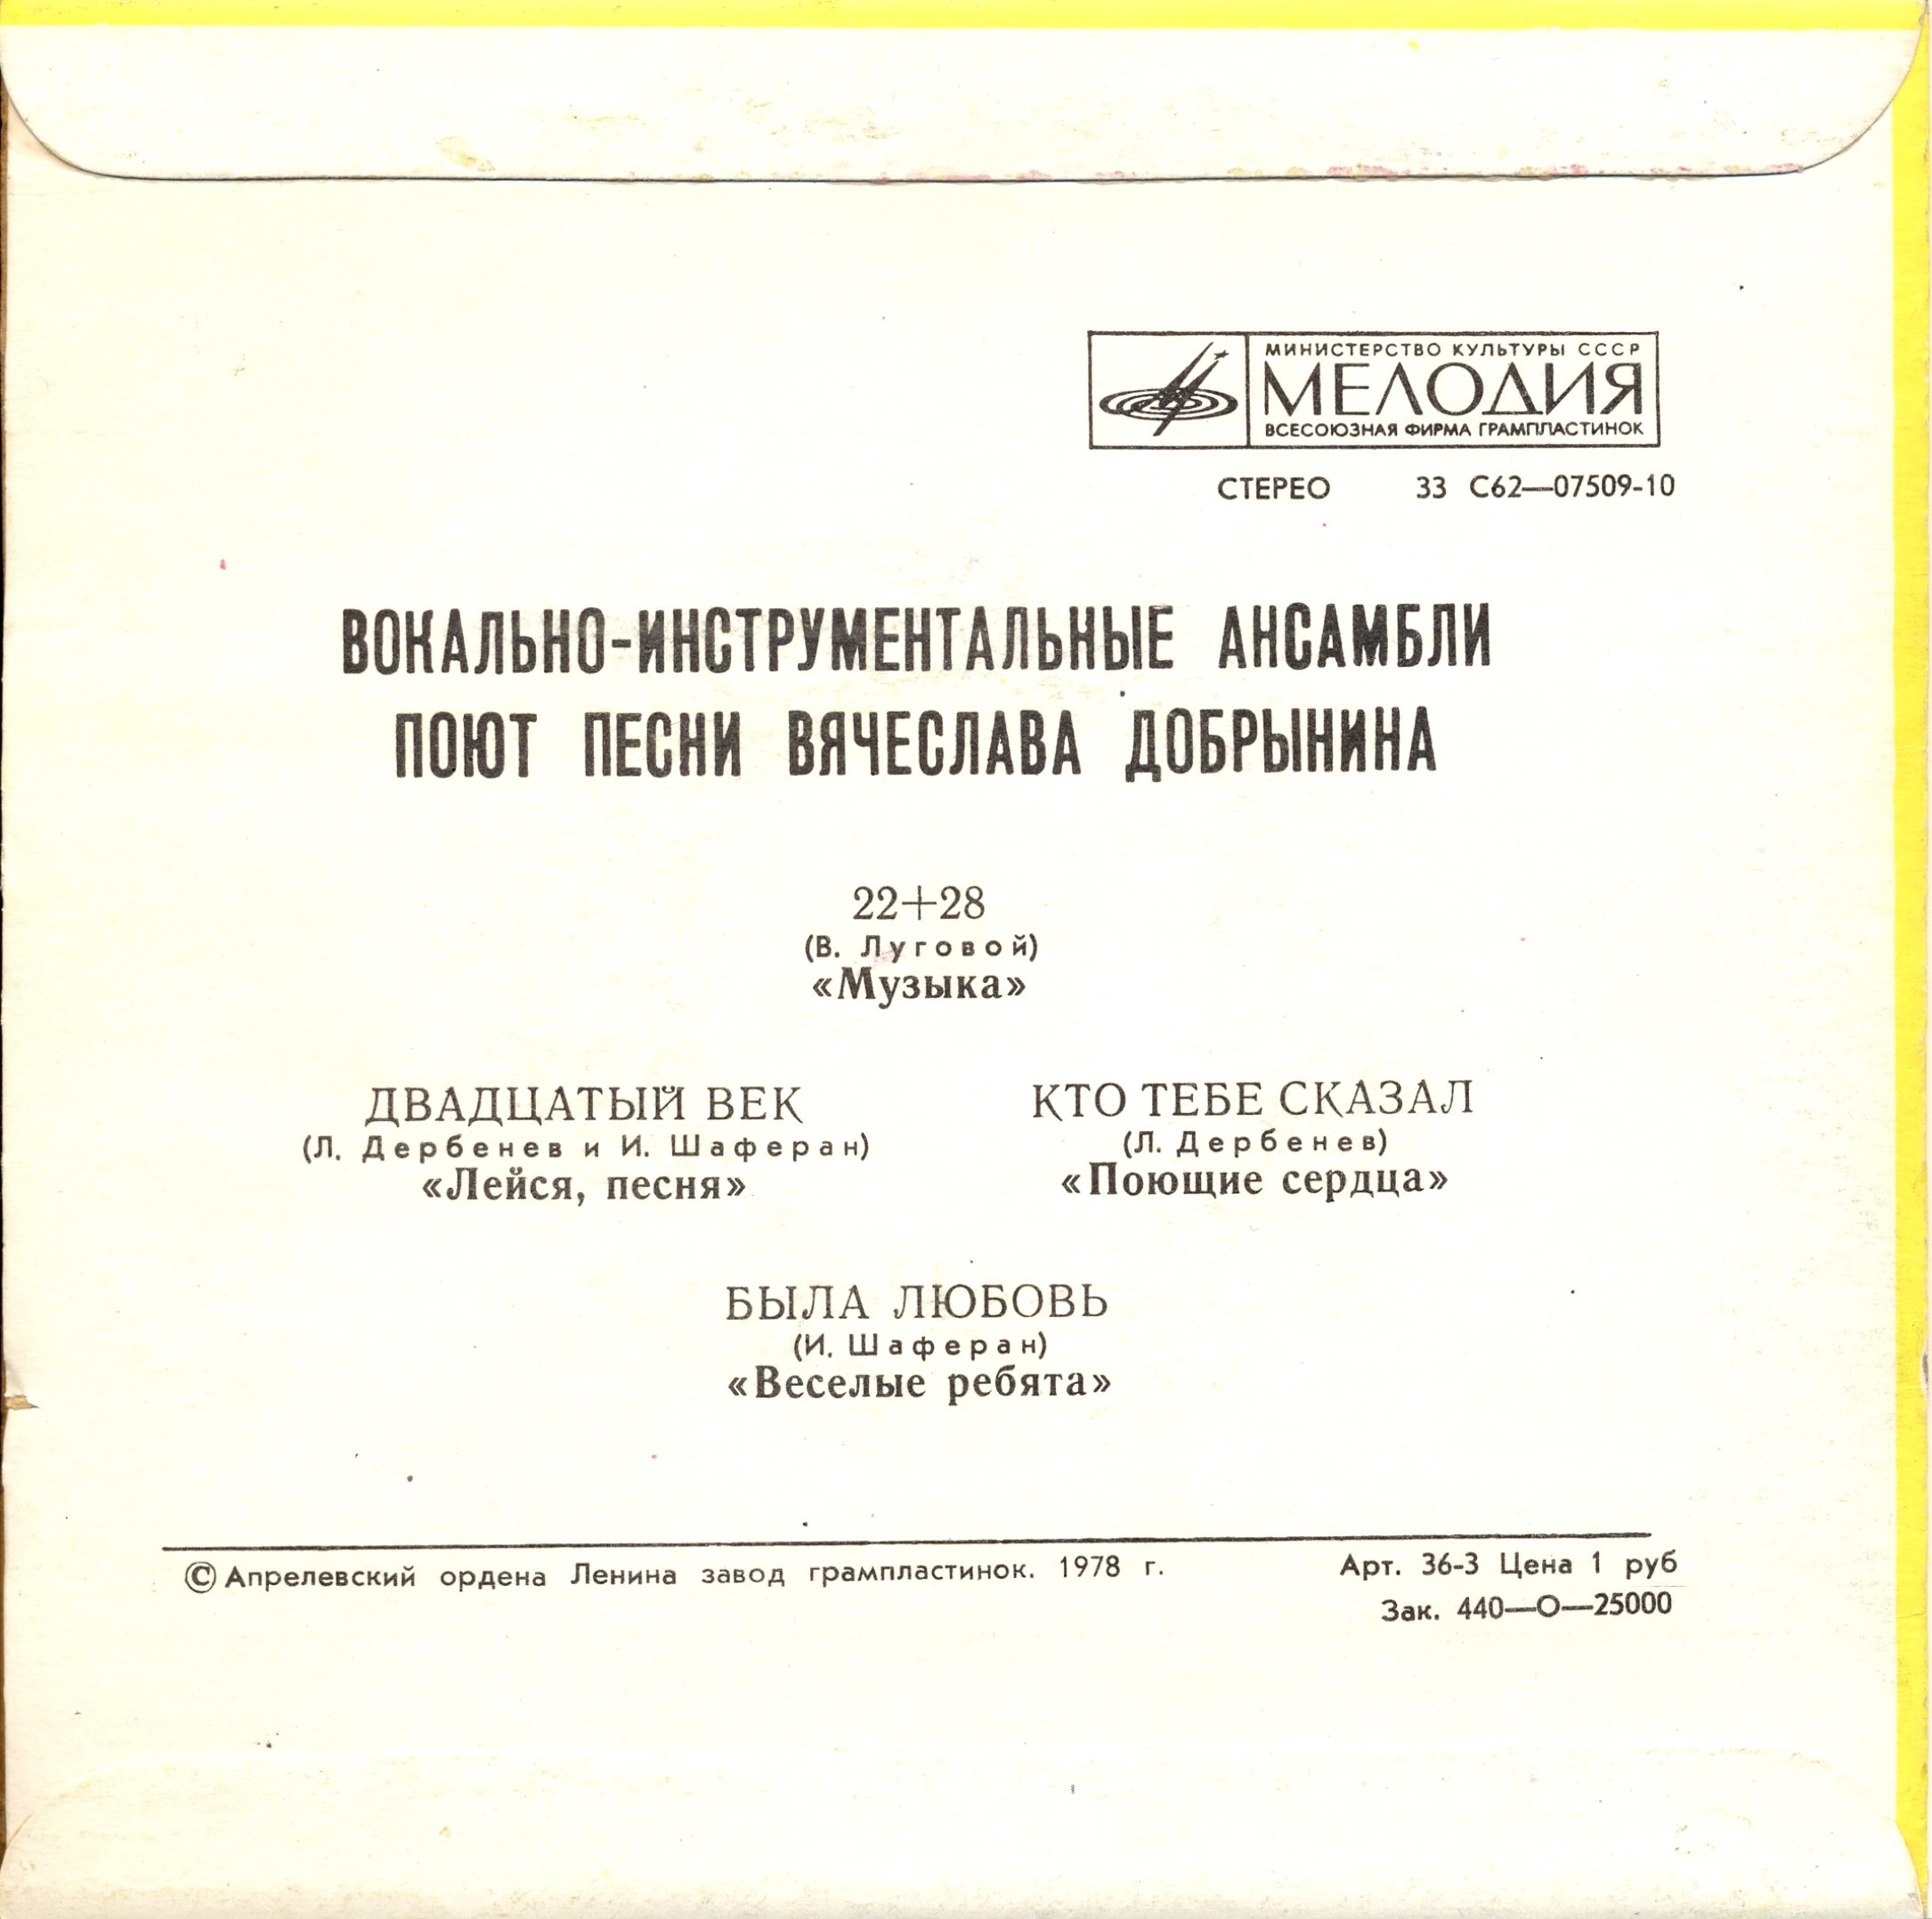 МИНИСТЕРСТВО КУЛЬТУРЫ СССР
МЕЛОДИЯ
ВСЕСОЮЗНАЯ ФИРМА ГРАМПЛАСТИНОК
СТЕРЕО 33 С62—07509-10
ВОКАЛЬНО-ИНСТРУМЕНТАЛЬНЫЕ АНСАМБЛИ
ПОЮТ ПЕСНИ ВЯЧЕСЛАВА ДОБРЫНИНА
22+28
(В. Луговой)
«Музыка»
ДВАДЦАТЫЙ ВЕК
(Л. Дербенев и И. Шаферан)
«Лейся, песня»
КТО ТЕБЕ СКАЗАЛ
(Л. Дербенев)
«Поющие сердца»
БЫЛА ЛЮБОВЬ
(И. Шаферан)
«Веселые ребята»
© Апрелевский ордена Ленина завод грампластинок. 1978 г.
Арт. 36-3 Цена 1 руб
Зак. 440—О—25000